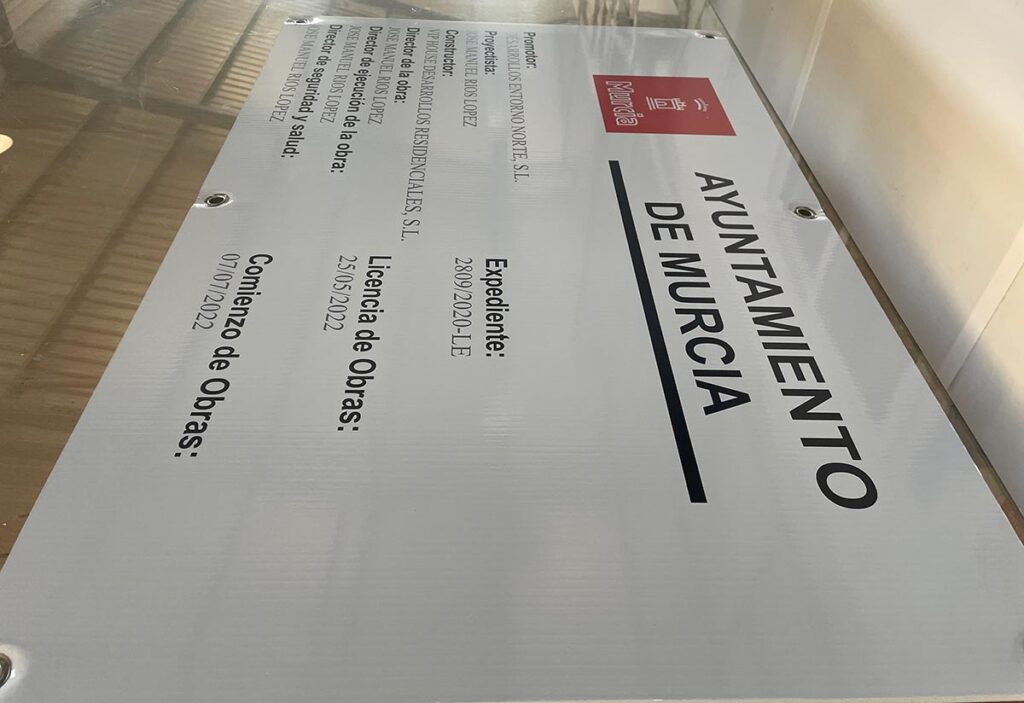 Murcia
AYUNTAMIENTO
DE MURCIA
Promotor:
DESARROLLOS ENTORNO NORTE, S.L.
Proyectista:
JOSE MANUEL RIOS LOPEZ
Constructor:
VIP HOUSE DESARROLLOS RESIDENCIALES, S.L.
Director de la obra:
JOSE MANUEL RIOS LOPEZ
Director de ejecución de la obra:
JOSE MANUEL RIOS LOPEZ
Director de seguridad y salud:
JOSE MANUEL RIOS LOPEZ
Expediente:
2809/2020-LE
Licencia de Obras:
25/05/2022
Comienzo de Obras:
07/07/2022